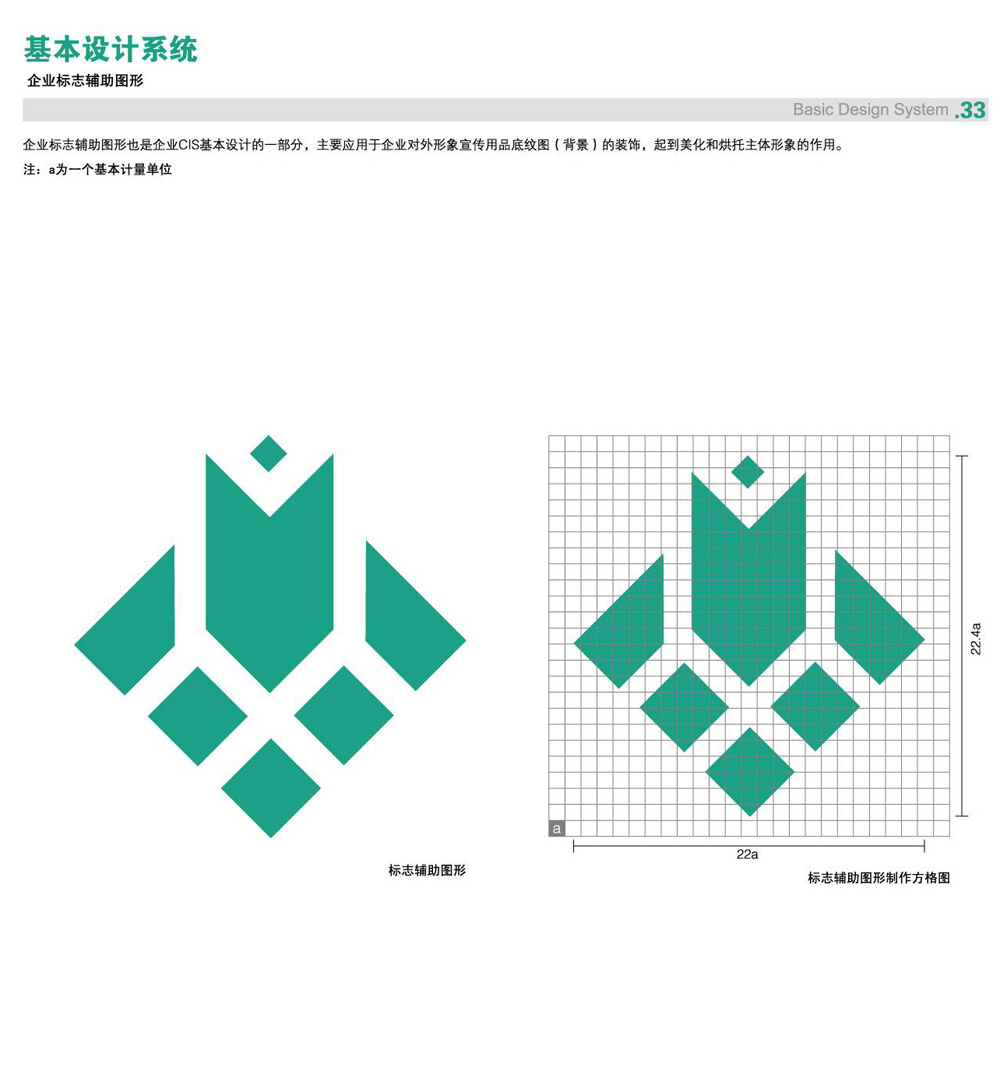 基本设计系统
企业标志辅助图形
Basic Design System .33
企业标志辅助图形也是企业CIS基本设计的一部分，主要应用于企业对外形象宣传用品底纹图（背景）的装饰，起到美化和烘托主体形象的作用。
注：a为一个基本计量单位
22.4a
a
22a
标志辅助图形
标志辅助图形制作方格图